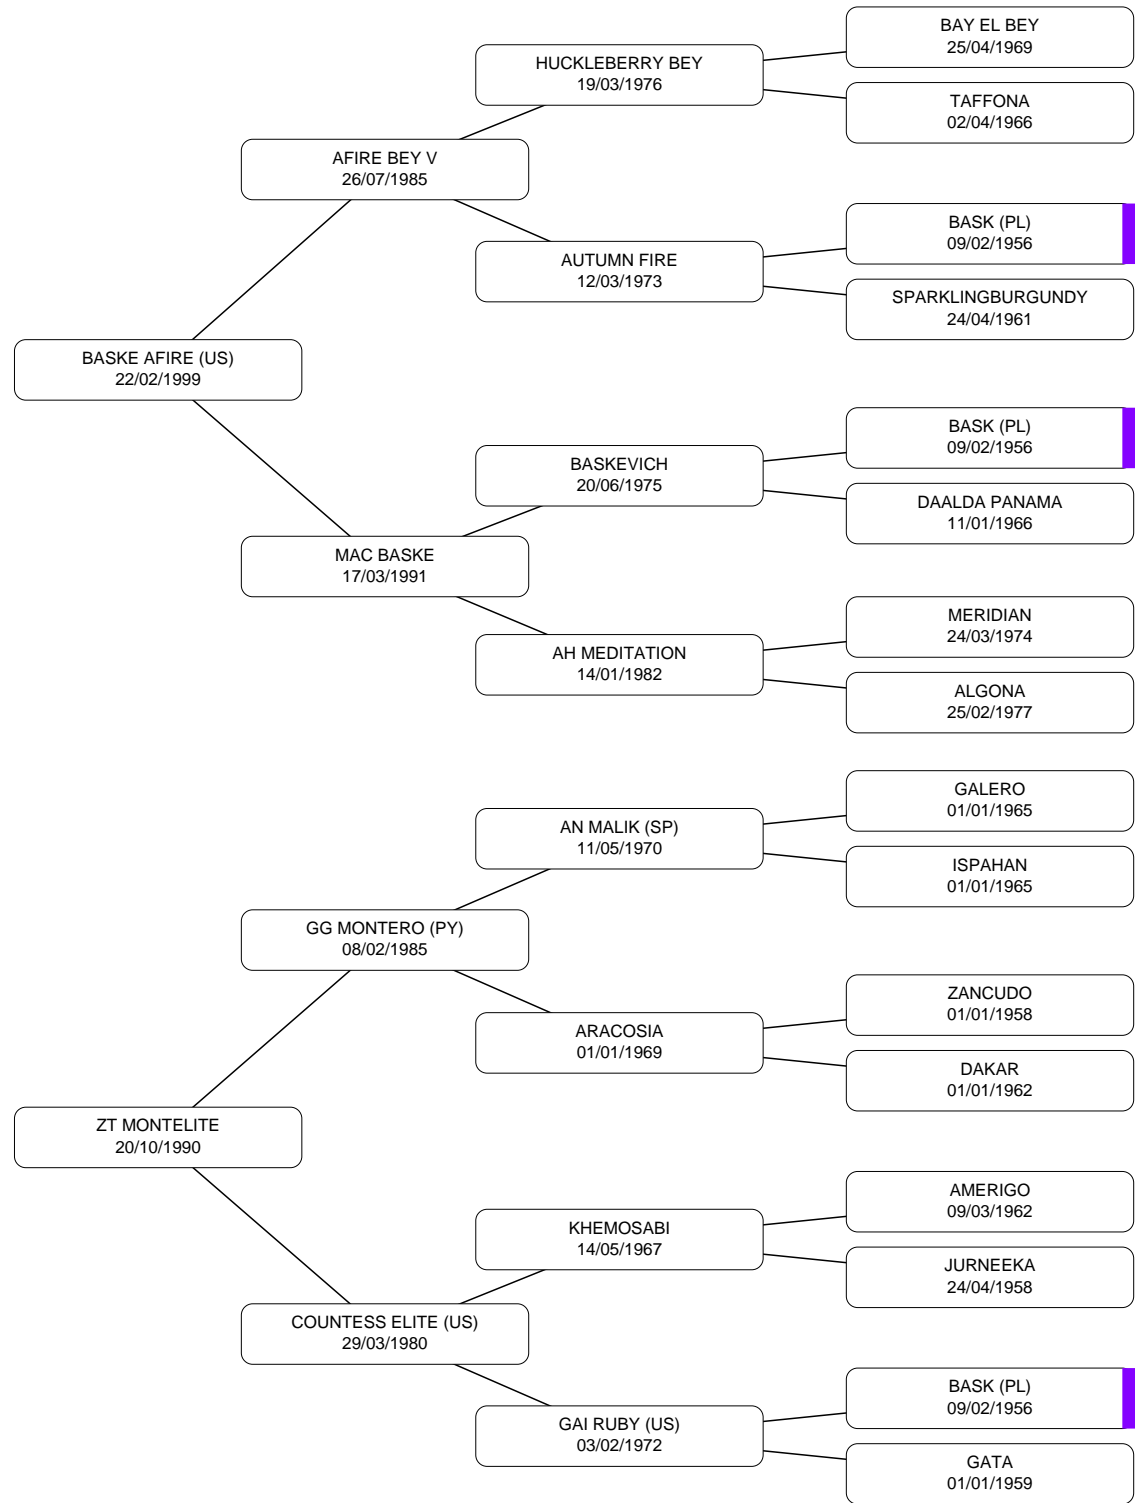 BAY EL BEY
25/04/1969
HUCKLEBERRY BEY
19/03/1976
TAFFONA
02/04/1966
AFIRE BEY V
26/07/1985
BASK (PL)
09/02/1956
AUTUMN FIRE
12/03/1973
SPARKLINGBURGUNDY
24/04/1961
BASKE AFIRE (US)
22/02/1999
BASK (PL)
09/02/1956
BASKEVICH
20/06/1975
DAALDA PANAMA
11/01/1966
MAC BASKE
17/03/1991
MERIDIAN
24/03/1974
AH MEDITATION
14/01/1982
ALGONA
25/02/1977
GALERO
01/01/1965
AN MALIK (SP)
11/05/1970
ISPAHAN
01/01/1965
GG MONTERO (PY)
08/02/1985
ZANCUDO
01/01/1958
ARACOSIA
01/01/1969
DAKAR
01/01/1962
ZT MONTELITE
20/10/1990
AMERIGO
09/03/1962
KHEMOSABI
14/05/1967
JURNEEKA
24/04/1958
COUNTESS ELITE (US)
29/03/1980
BASK (PL)
09/02/1956
GAI RUBY (US)
03/02/1972
GATA
01/01/1959